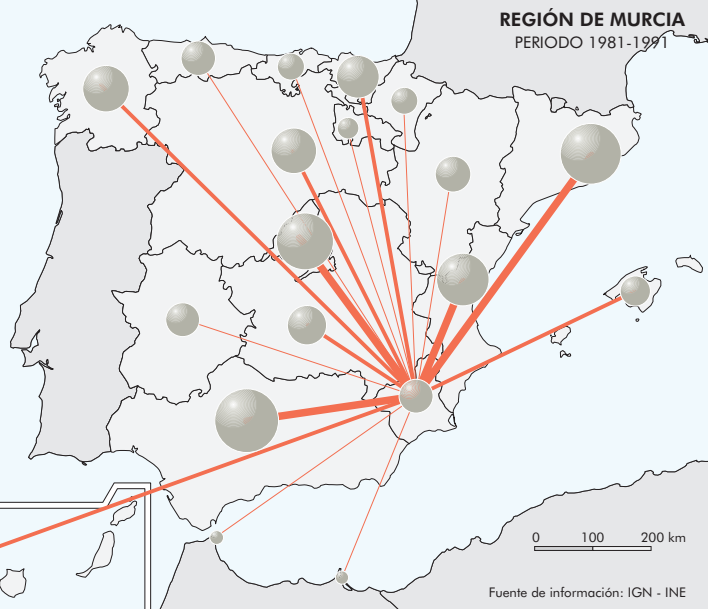 REGIÓN DE MURCIA
PERIODO 1981-1991
0 100 200 km
Fuente de información: IGN - INE